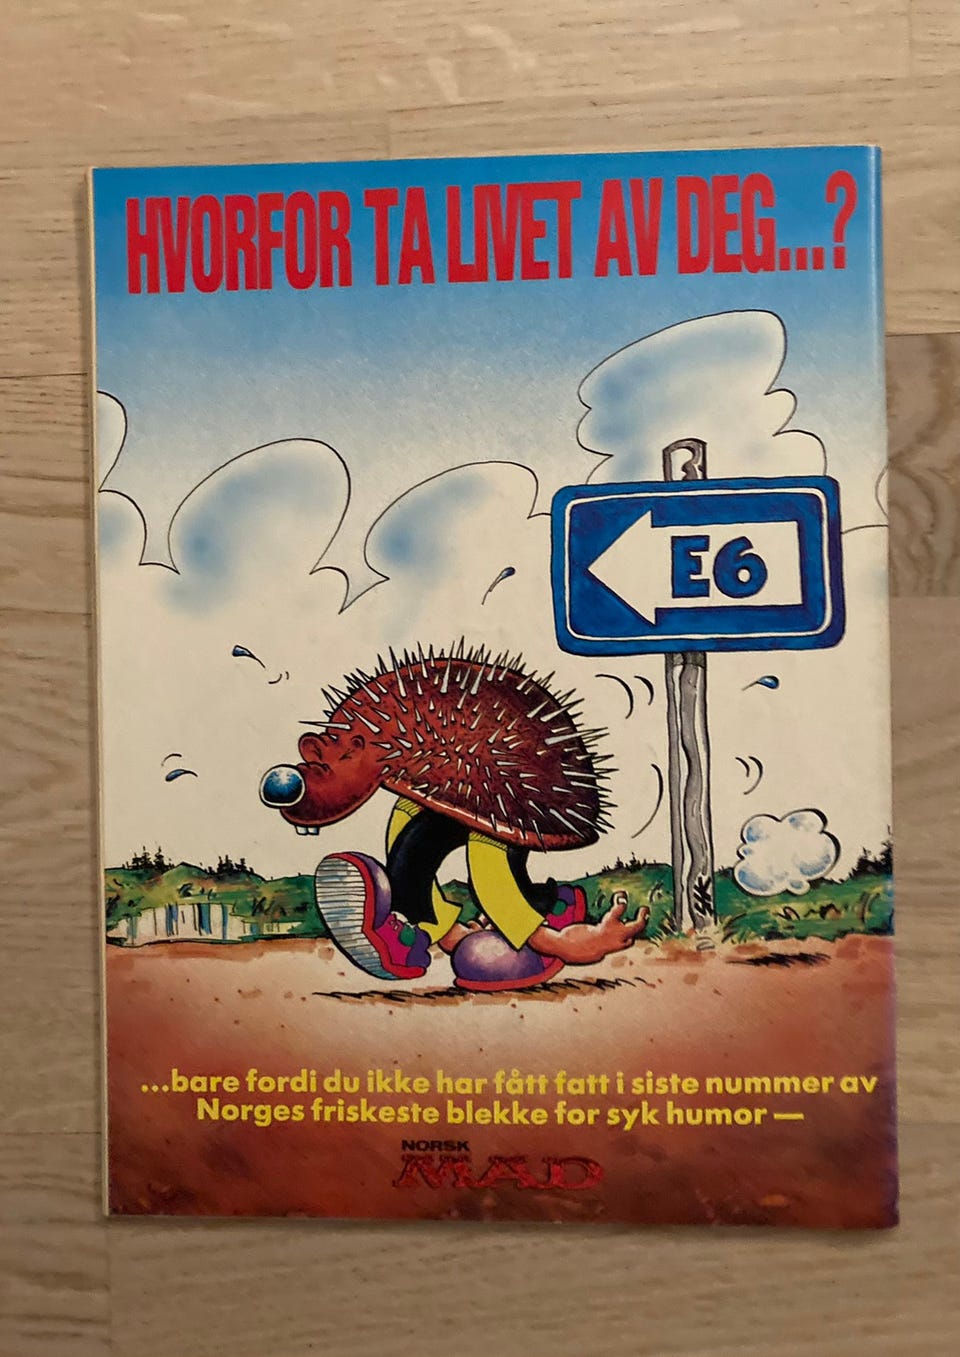 HVORFOR TA LIVET AV DEG...?
E6
SK
...bare fordi du ikke har fått fatt i siste nummer av
Norges friskeste blekke for syk humor —
NORSK
MAD